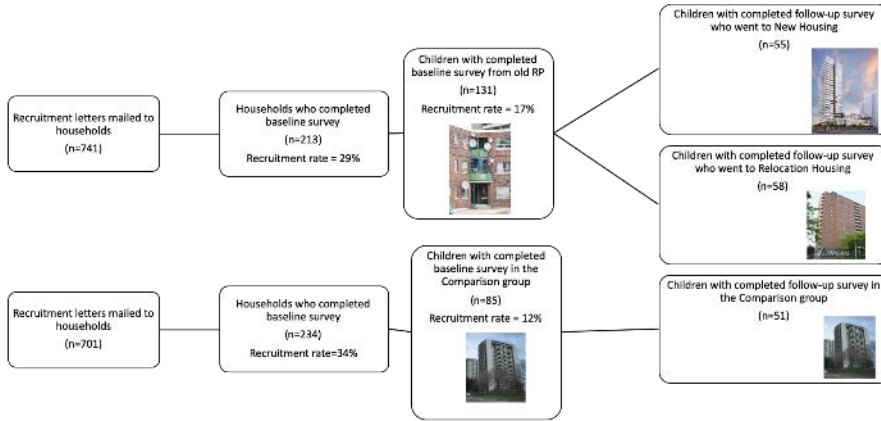 Recruitment letters mailed to
households
(n=741)
Households who completed
baseline survey
(n=213)
Recruitment rate = 29%
Children with completed
baseline survey from old RP
(n=131)
Recruitment rate = 17%
Children with completed follow-up survey
who went to New Housing
(n=55)
Children with completed follow-up survey
who went to Relocation Housing
(n=58)
Recruitment letters mailed to
households
(n=701)
Households who completed
baseline survey
(n=234)
Recruitment rate=34%
Children with completed
baseline survey in the
Comparison group
(n=85)
Recruitment rate = 12%
Children with completed follow-up survey in
the Comparison group
(n=51)